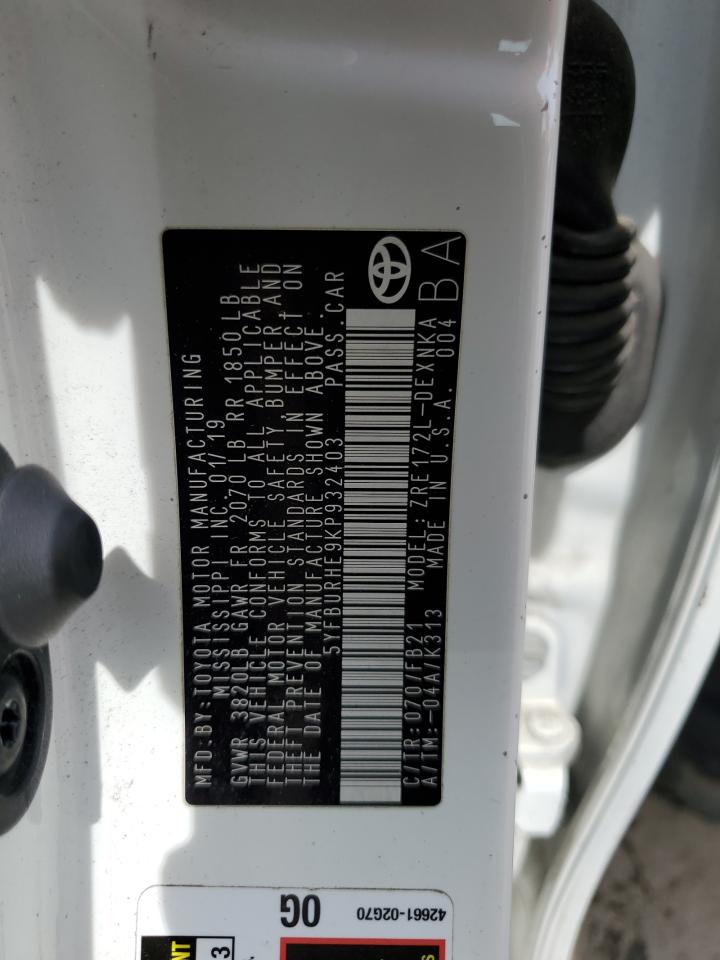 MFD.BY:TOYOTA MOTOR MANUFACTURING
MISSISSIPPI INC. 01/19
GVWR 3820LB GAWR FR 2070 LB RR 1850 LB
THIS VEHICLE CONFORMS TO ALL APPLICABLE
FEDERAL MOTOR VEHICLE SAFETY,BUMPER AND
THEFT PREVENTION STANDARDS IN EFFECT ON
THE DATE OF MANUFACTURE SHOWN ABOVE.
5YFBURHE9KP932403 PASS.CAR
C/TR:070/FB21 MODEL:ZRE172L-DEXNKA
A/TM:-04A/K313 MADE IN U.S.A. 004
BA
0G
42661-02G70
3